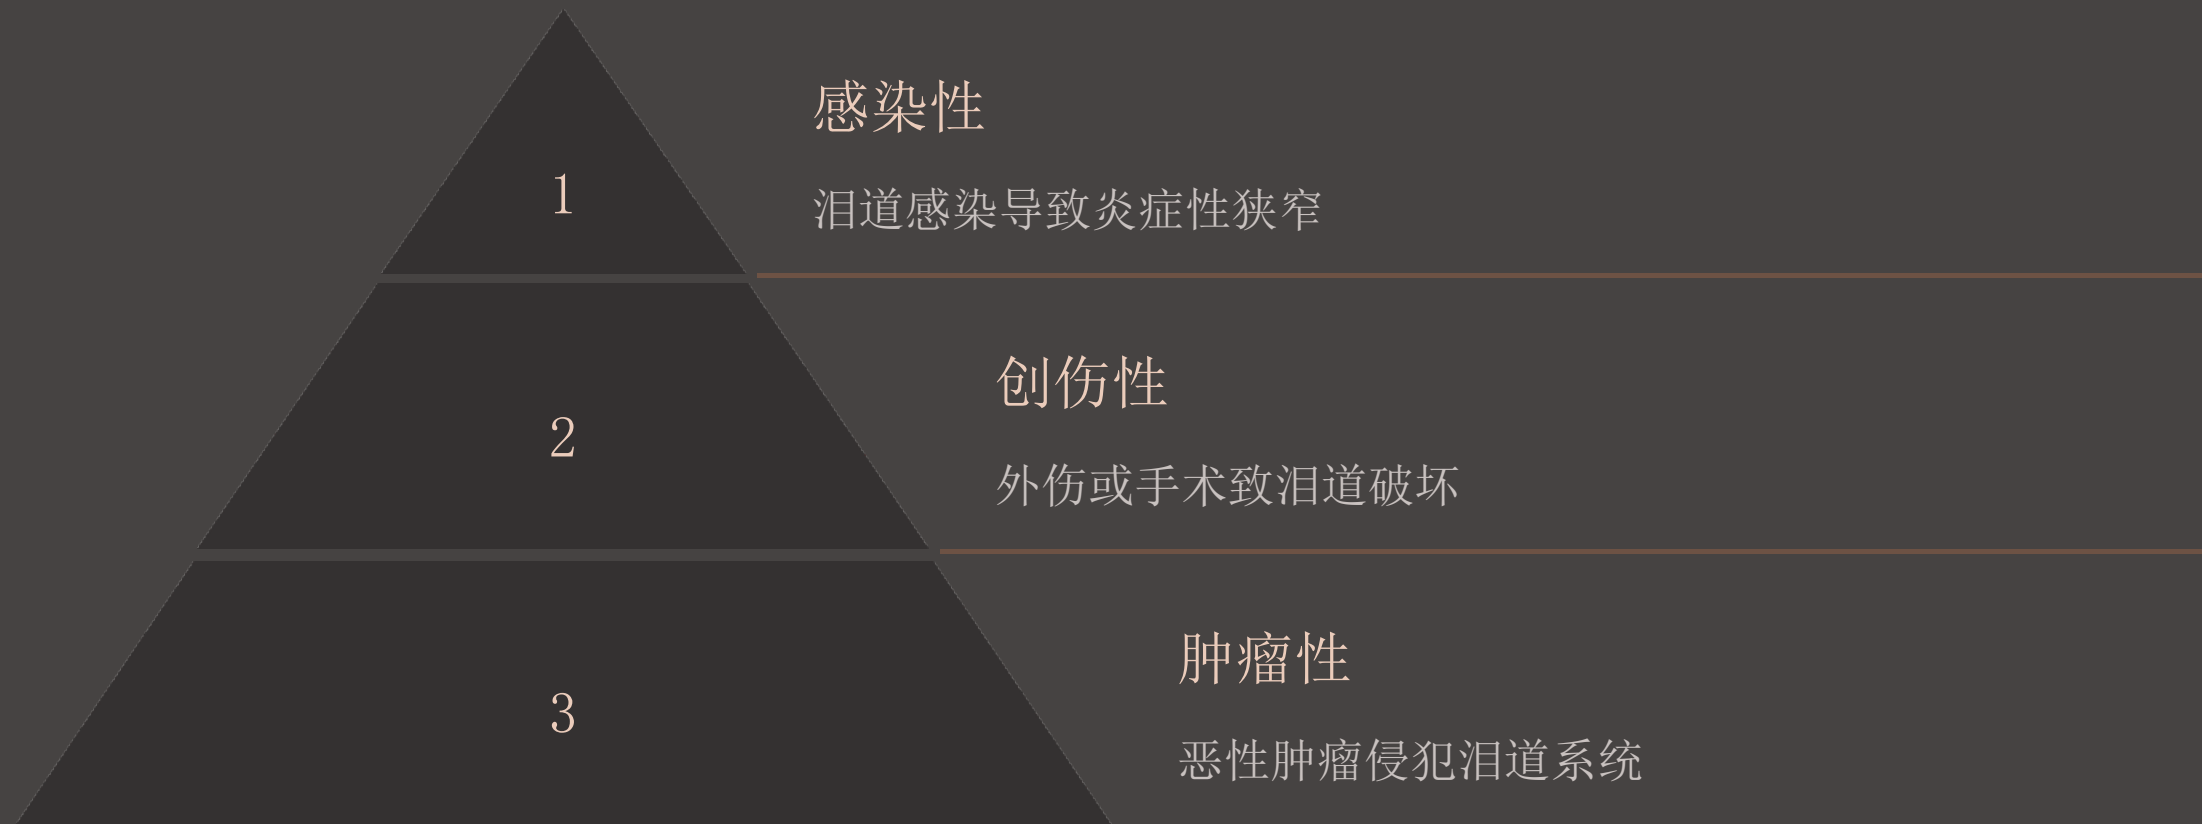 1
感染性
泪道感染导致炎症性狭窄
2
创伤性
外伤或手术致泪道破坏
3
肿瘤性
恶性肿瘤侵犯泪道系统